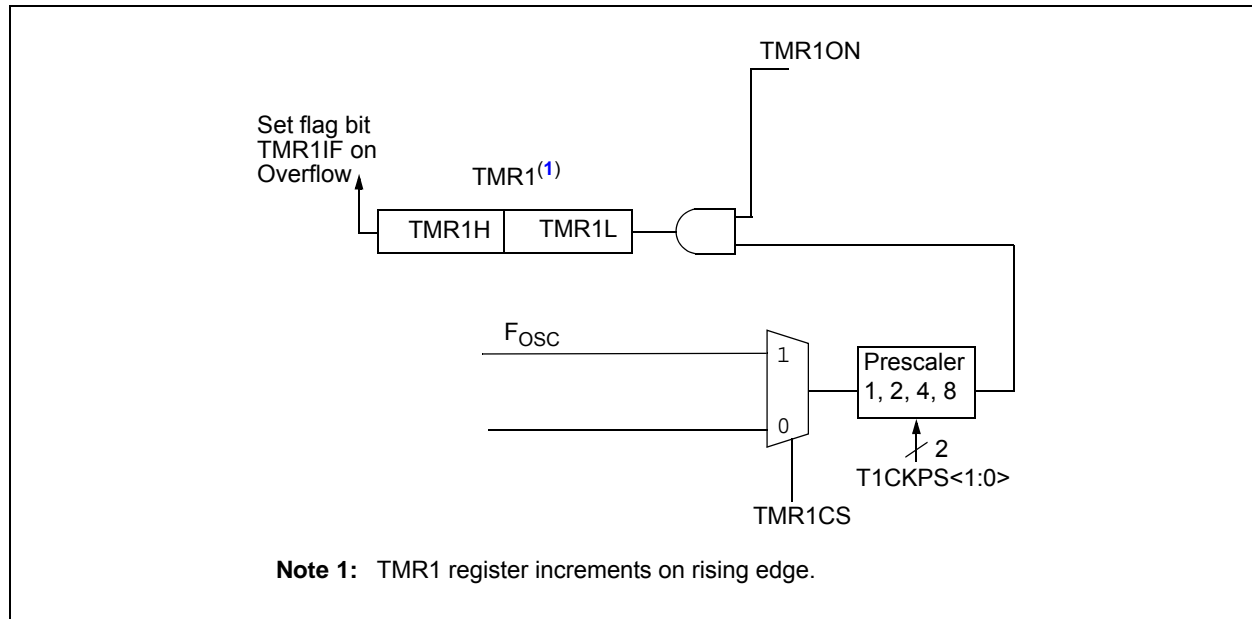 TMR1ON
Set flag bit
TMR1IF on
Overflow
TMR1(1)
TMR1H TMR1L
FOSC
1
Prescaler
1, 2, 4, 8
0
2
T1CKPS<1:0>
TMR1CS
Note 1: TMR1 register increments on rising edge.